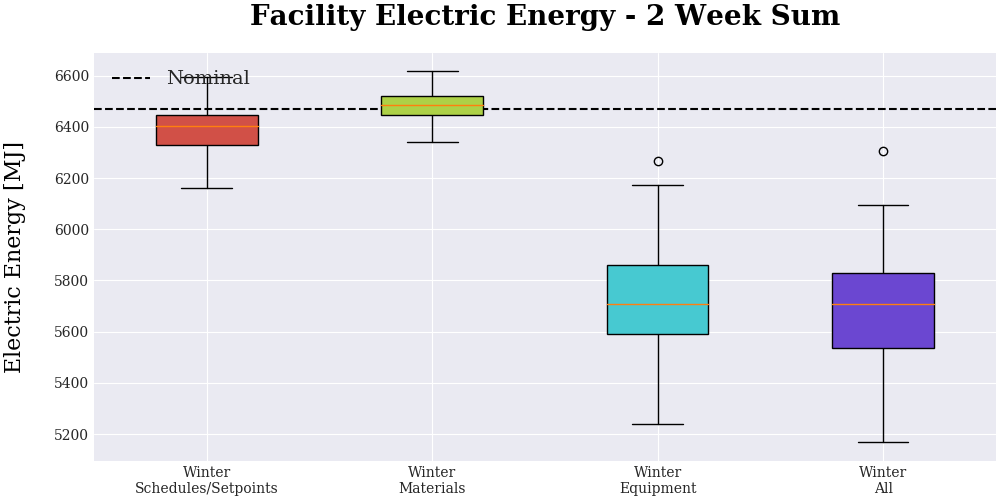 Facility Electric Energy - 2 Week Sum
Electric Energy [MJ]
6600
6400
6200
6000
5800
5600
5400
5200
Nominal
Winter
Schedules/Setpoints
Winter
Materials
Winter
Equipment
Winter
All